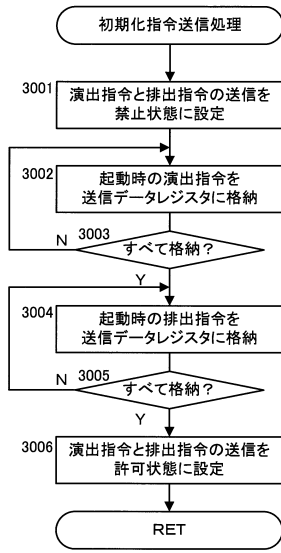 初期化指令送信処理
3001
演出指令と排出指令の送信を
禁止状態に設定
3002
起動時の演出指令を
送信データレジスタに格納
3003
N
すべて格納？
Y
3004
起動時の排出指令を
送信データレジスタに格納
3005
N
すべて格納？
Y
3006
演出指令と排出指令の送信を
許可状態に設定
RET